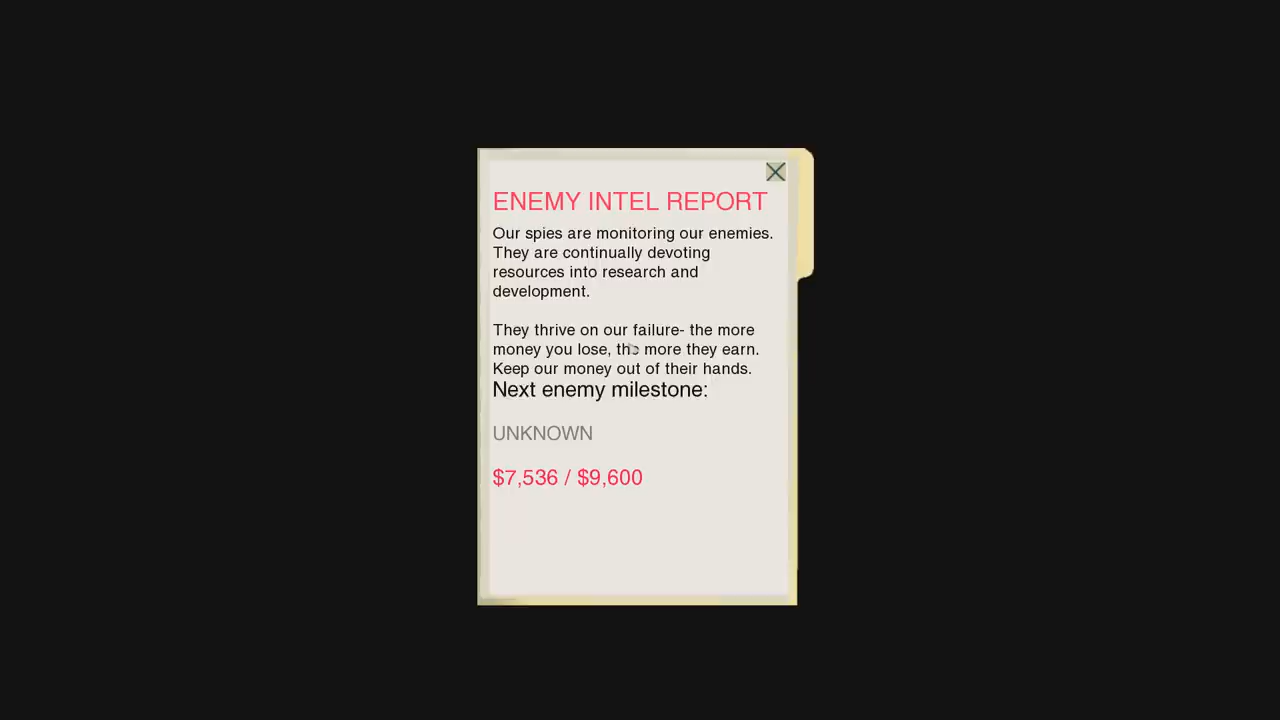 ENEMY INTEL REPORT
Our spies are monitoring our enemies.
They are continually devoting
resources into research and
development.
They thrive on our failure- the more
money you lose, the more they earn.
Keep our money out of their hands.
Next enemy milestone:
UNKNOWN
$7,536 / $9,600